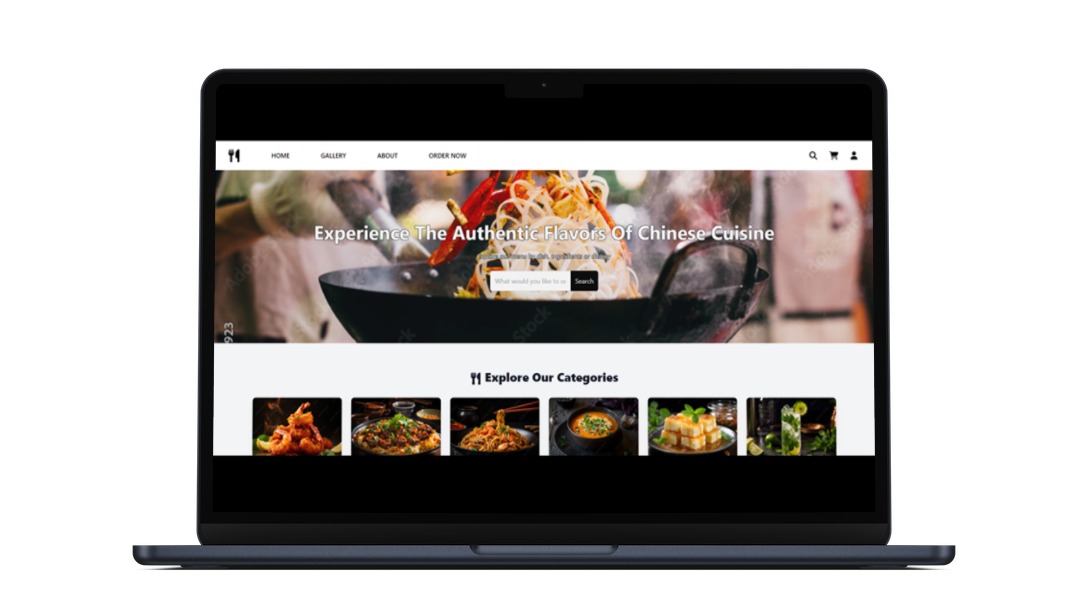 HOME GALLERY ABOUT ORDER NOW
Experience The Authentic Flavors Of Chinese Cuisine
What would you like to Search
Explore Our Categories
923
stock